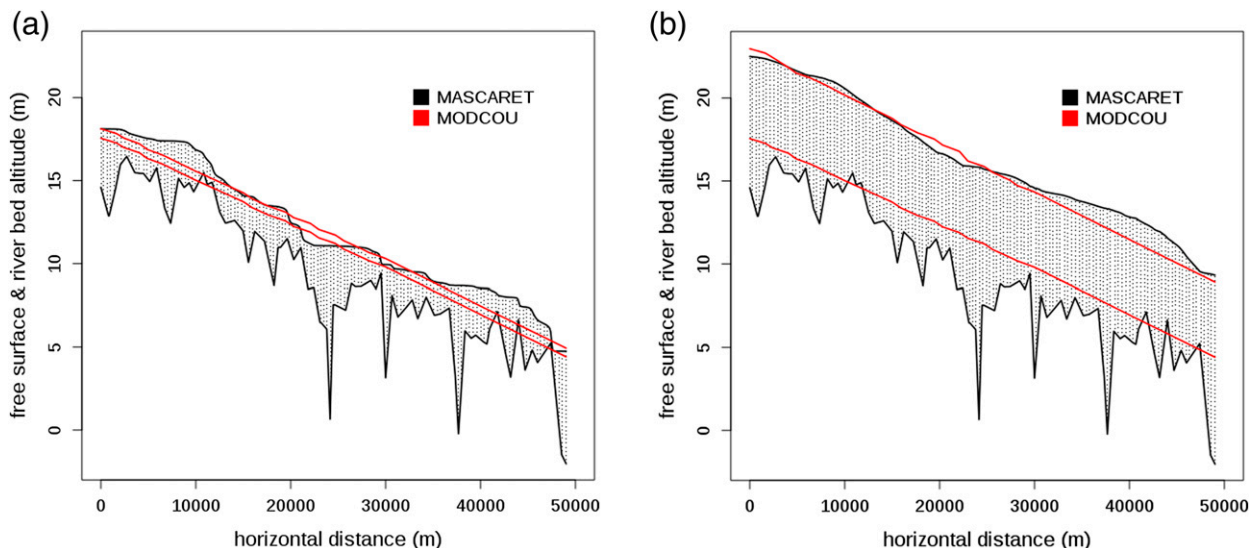 (a)
free surface & river bed altitude (m)
20
15
10
5
0
MASCARET
MODCOU
0 10000 20000 30000 40000 50000
horizontal distance (m)
(b)
free surface & river bed altitude (m)
20
15
10
5
0
MASCARET
MODCOU
0 10000 20000 30000 40000 50000
horizontal distance (m)